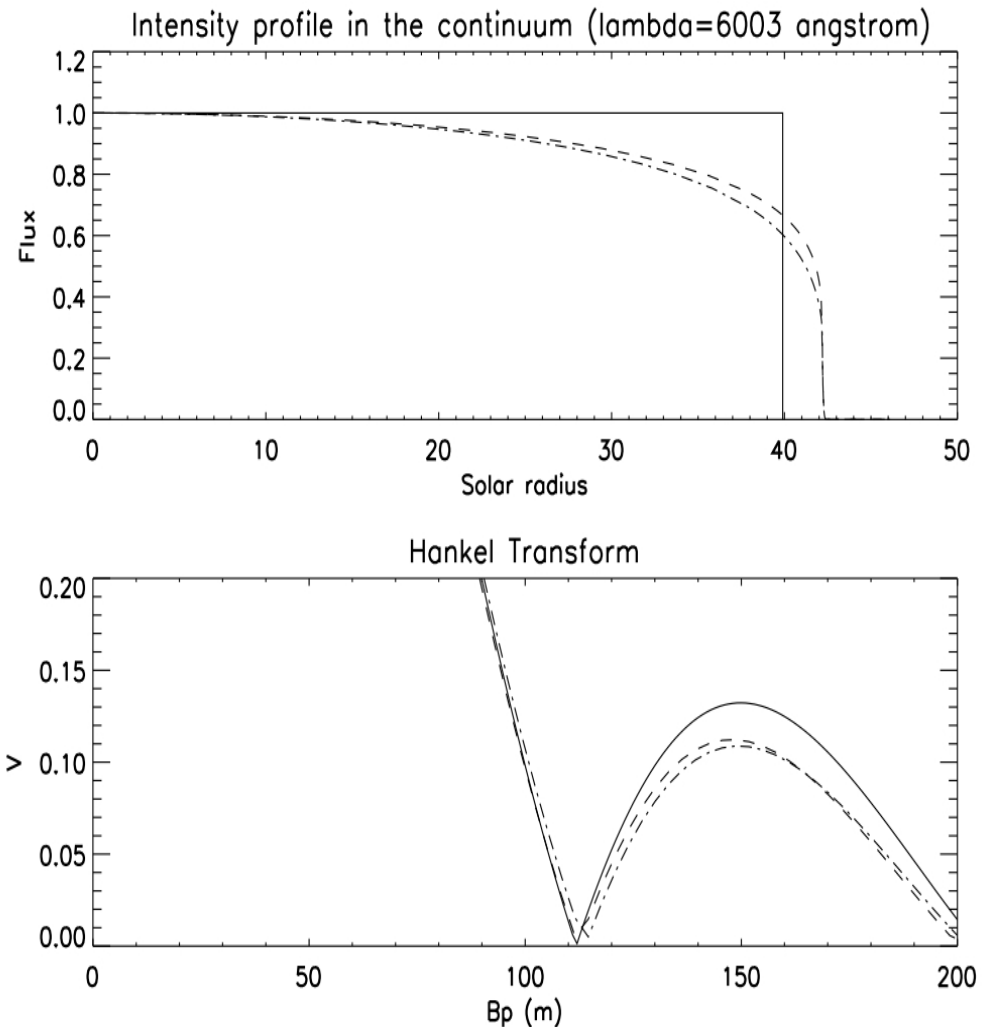 Intensity profile in the continuum (lambda=6003 angstrom)
1.2
1.0
0.8
0.6
0.4
0.2
0.0
Flux
0 10 20 30 40 50
Solar radius
Hankel Transform
0.20
0.15
0.10
0.05
0.00
V
0 50 100 150 200
Bp (m)